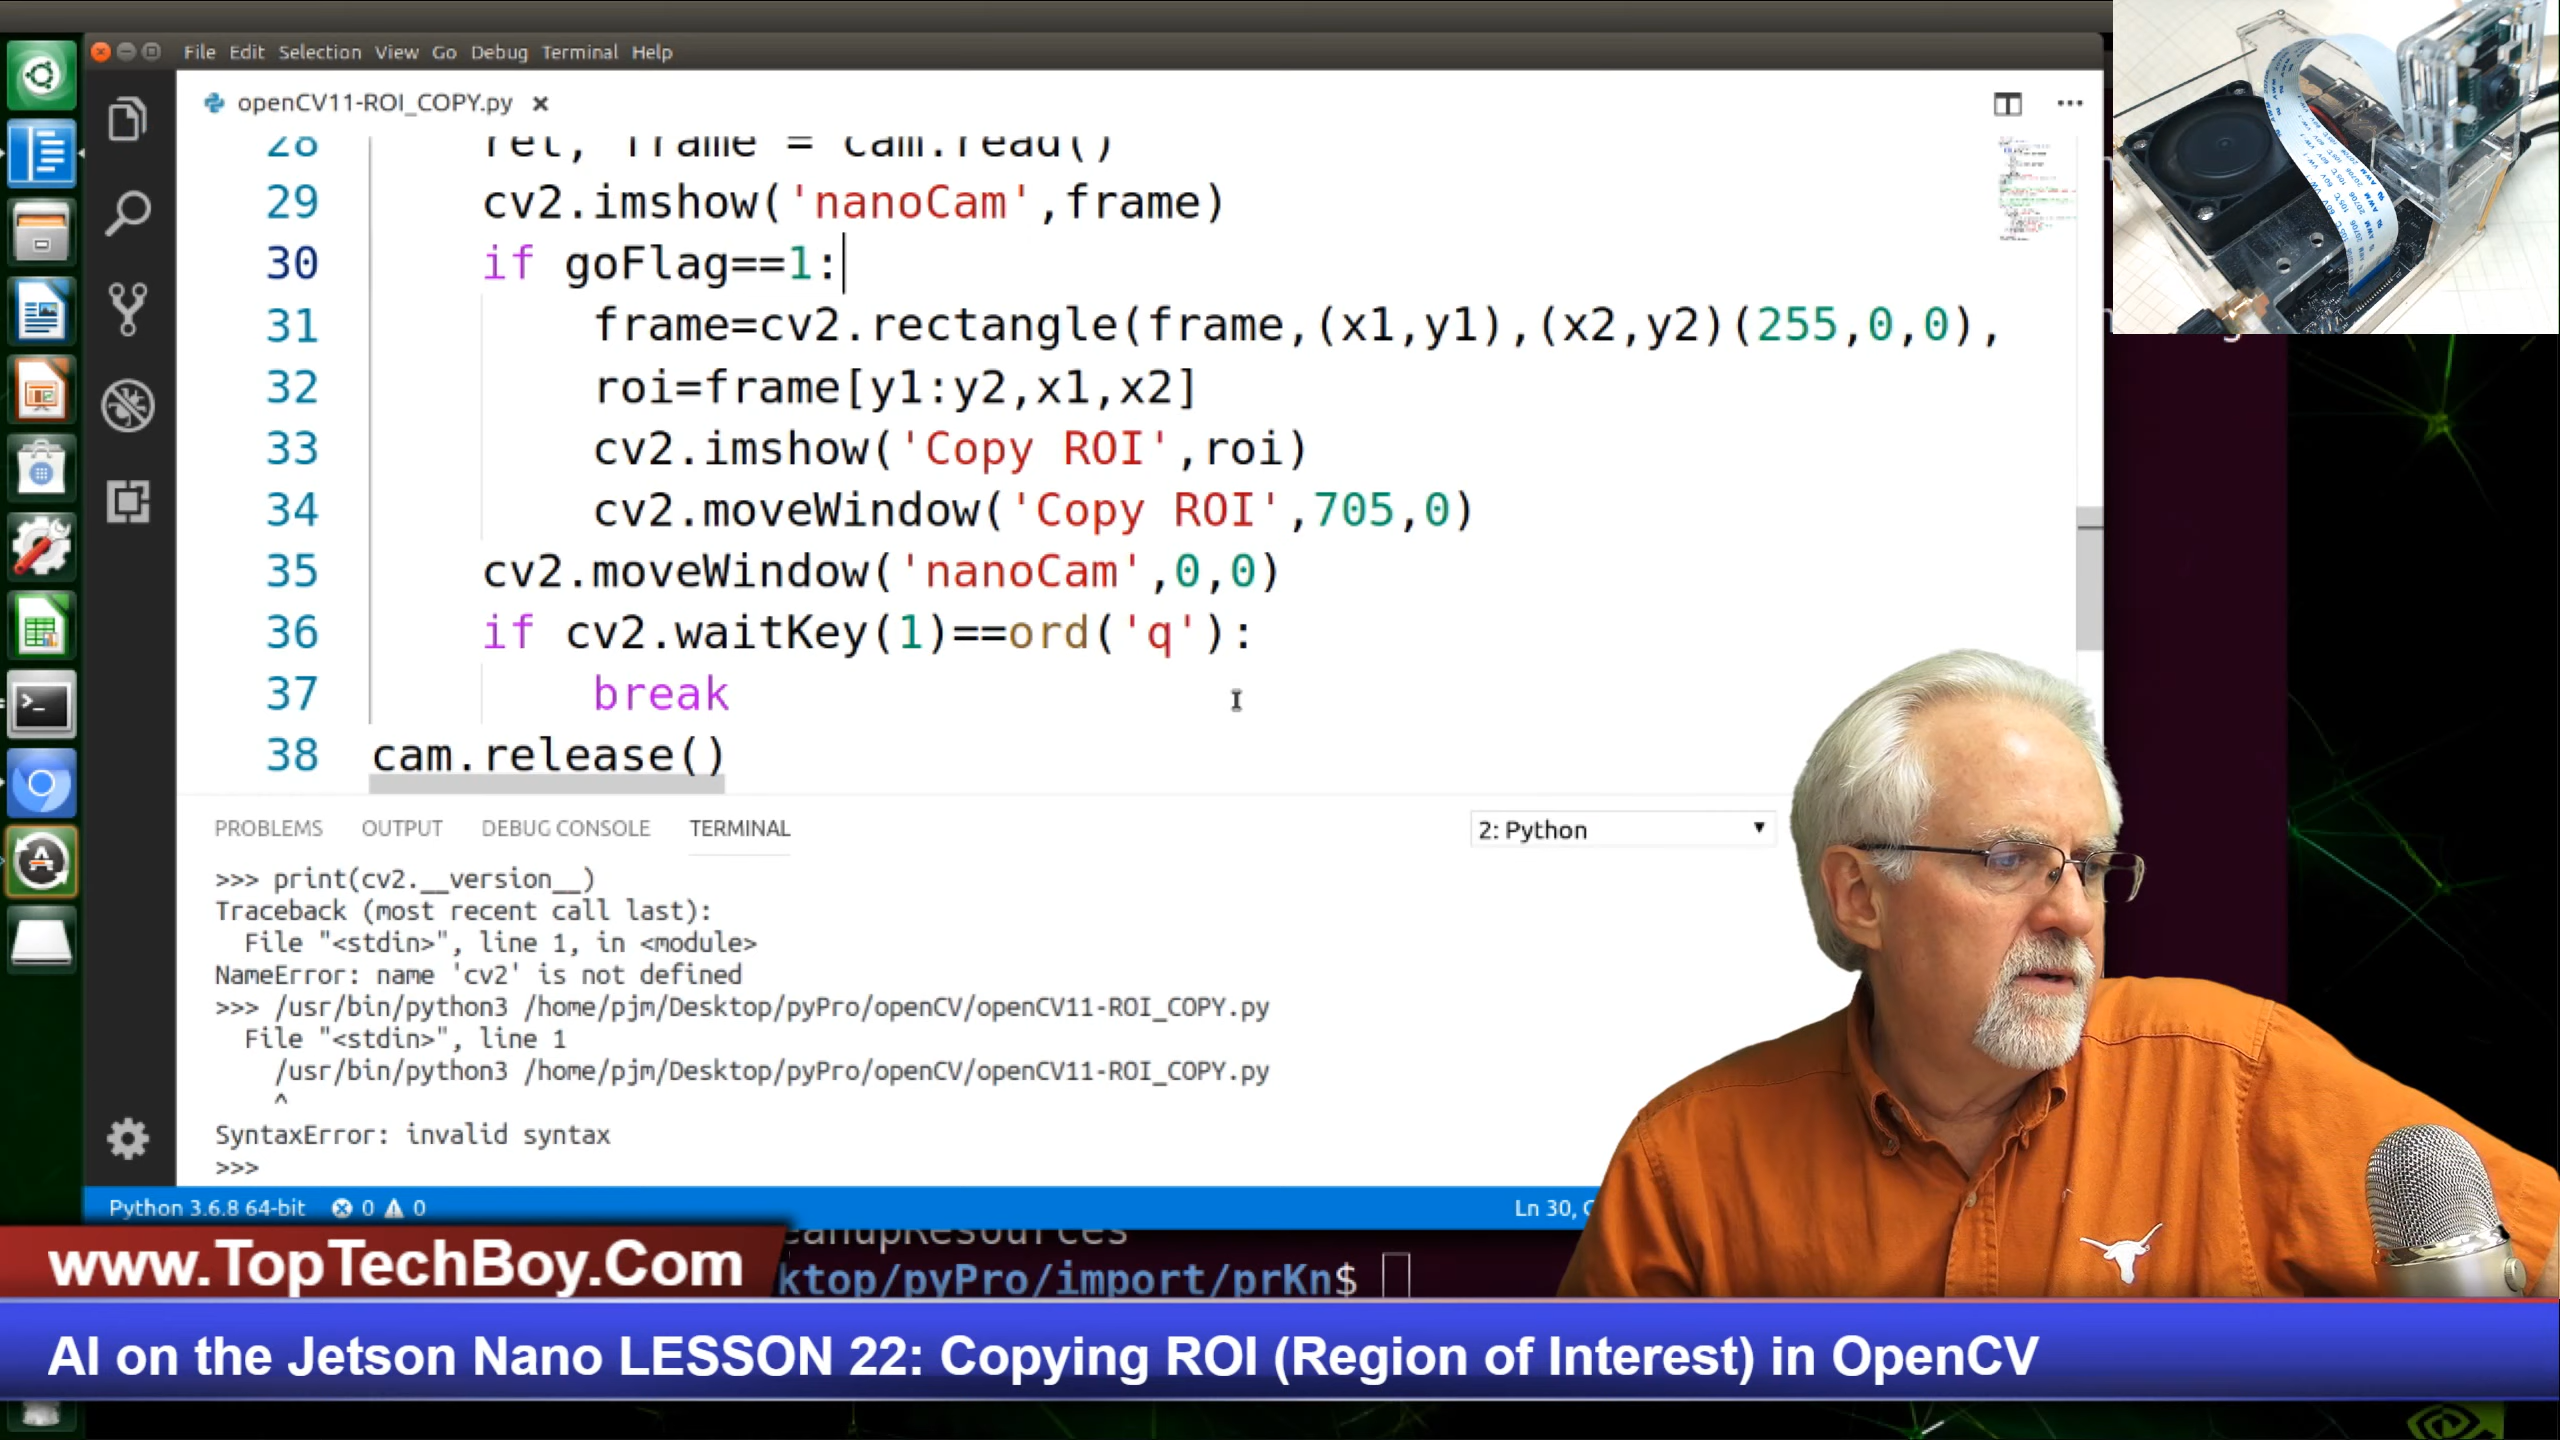 File Edit Selection View Go Debug Terminal Help
openCV11-ROI_COPY.py
28 ret, frame = cam.read()
29 cv2.imshow('nanoCam',frame)
30 if goFlag==1:
31 frame=cv2.rectangle(frame,(x1,y1),(x2,y2)(255,0,0),
32 roi=frame[y1:y2,x1,x2]
33 cv2.imshow('Copy ROI',roi)
34 cv2.moveWindow('Copy ROI',705,0)
35 cv2.moveWindow('nanoCam',0,0)
36 if cv2.waitKey(1)==ord('q'):
37 break
38 cam.release()
PROBLEMS OUTPUT DEBUG CONSOLE TERMINAL
2: Python
>>> print(cv2.__version__)
Traceback (most recent call last):
File "<stdin>", line 1, in <module>
NameError: name 'cv2' is not defined
>>> /usr/bin/python3 /home/pjm/Desktop/pyPro/openCV/openCV11-ROI_COPY.py
File "<stdin>", line 1
/usr/bin/python3 /home/pjm/Desktop/pyPro/openCV/openCV11-ROI_COPY.py
^
SyntaxError: invalid syntax
>>>
Python 3.6.8 64-bit 0 0
Ln 30, C
eanupResources
www.TopTechBoy.Com
ktop/pyPro/import/prKn$
AI on the Jetson Nano LESSON 22: Copying ROI (Region of Interest) in OpenCV